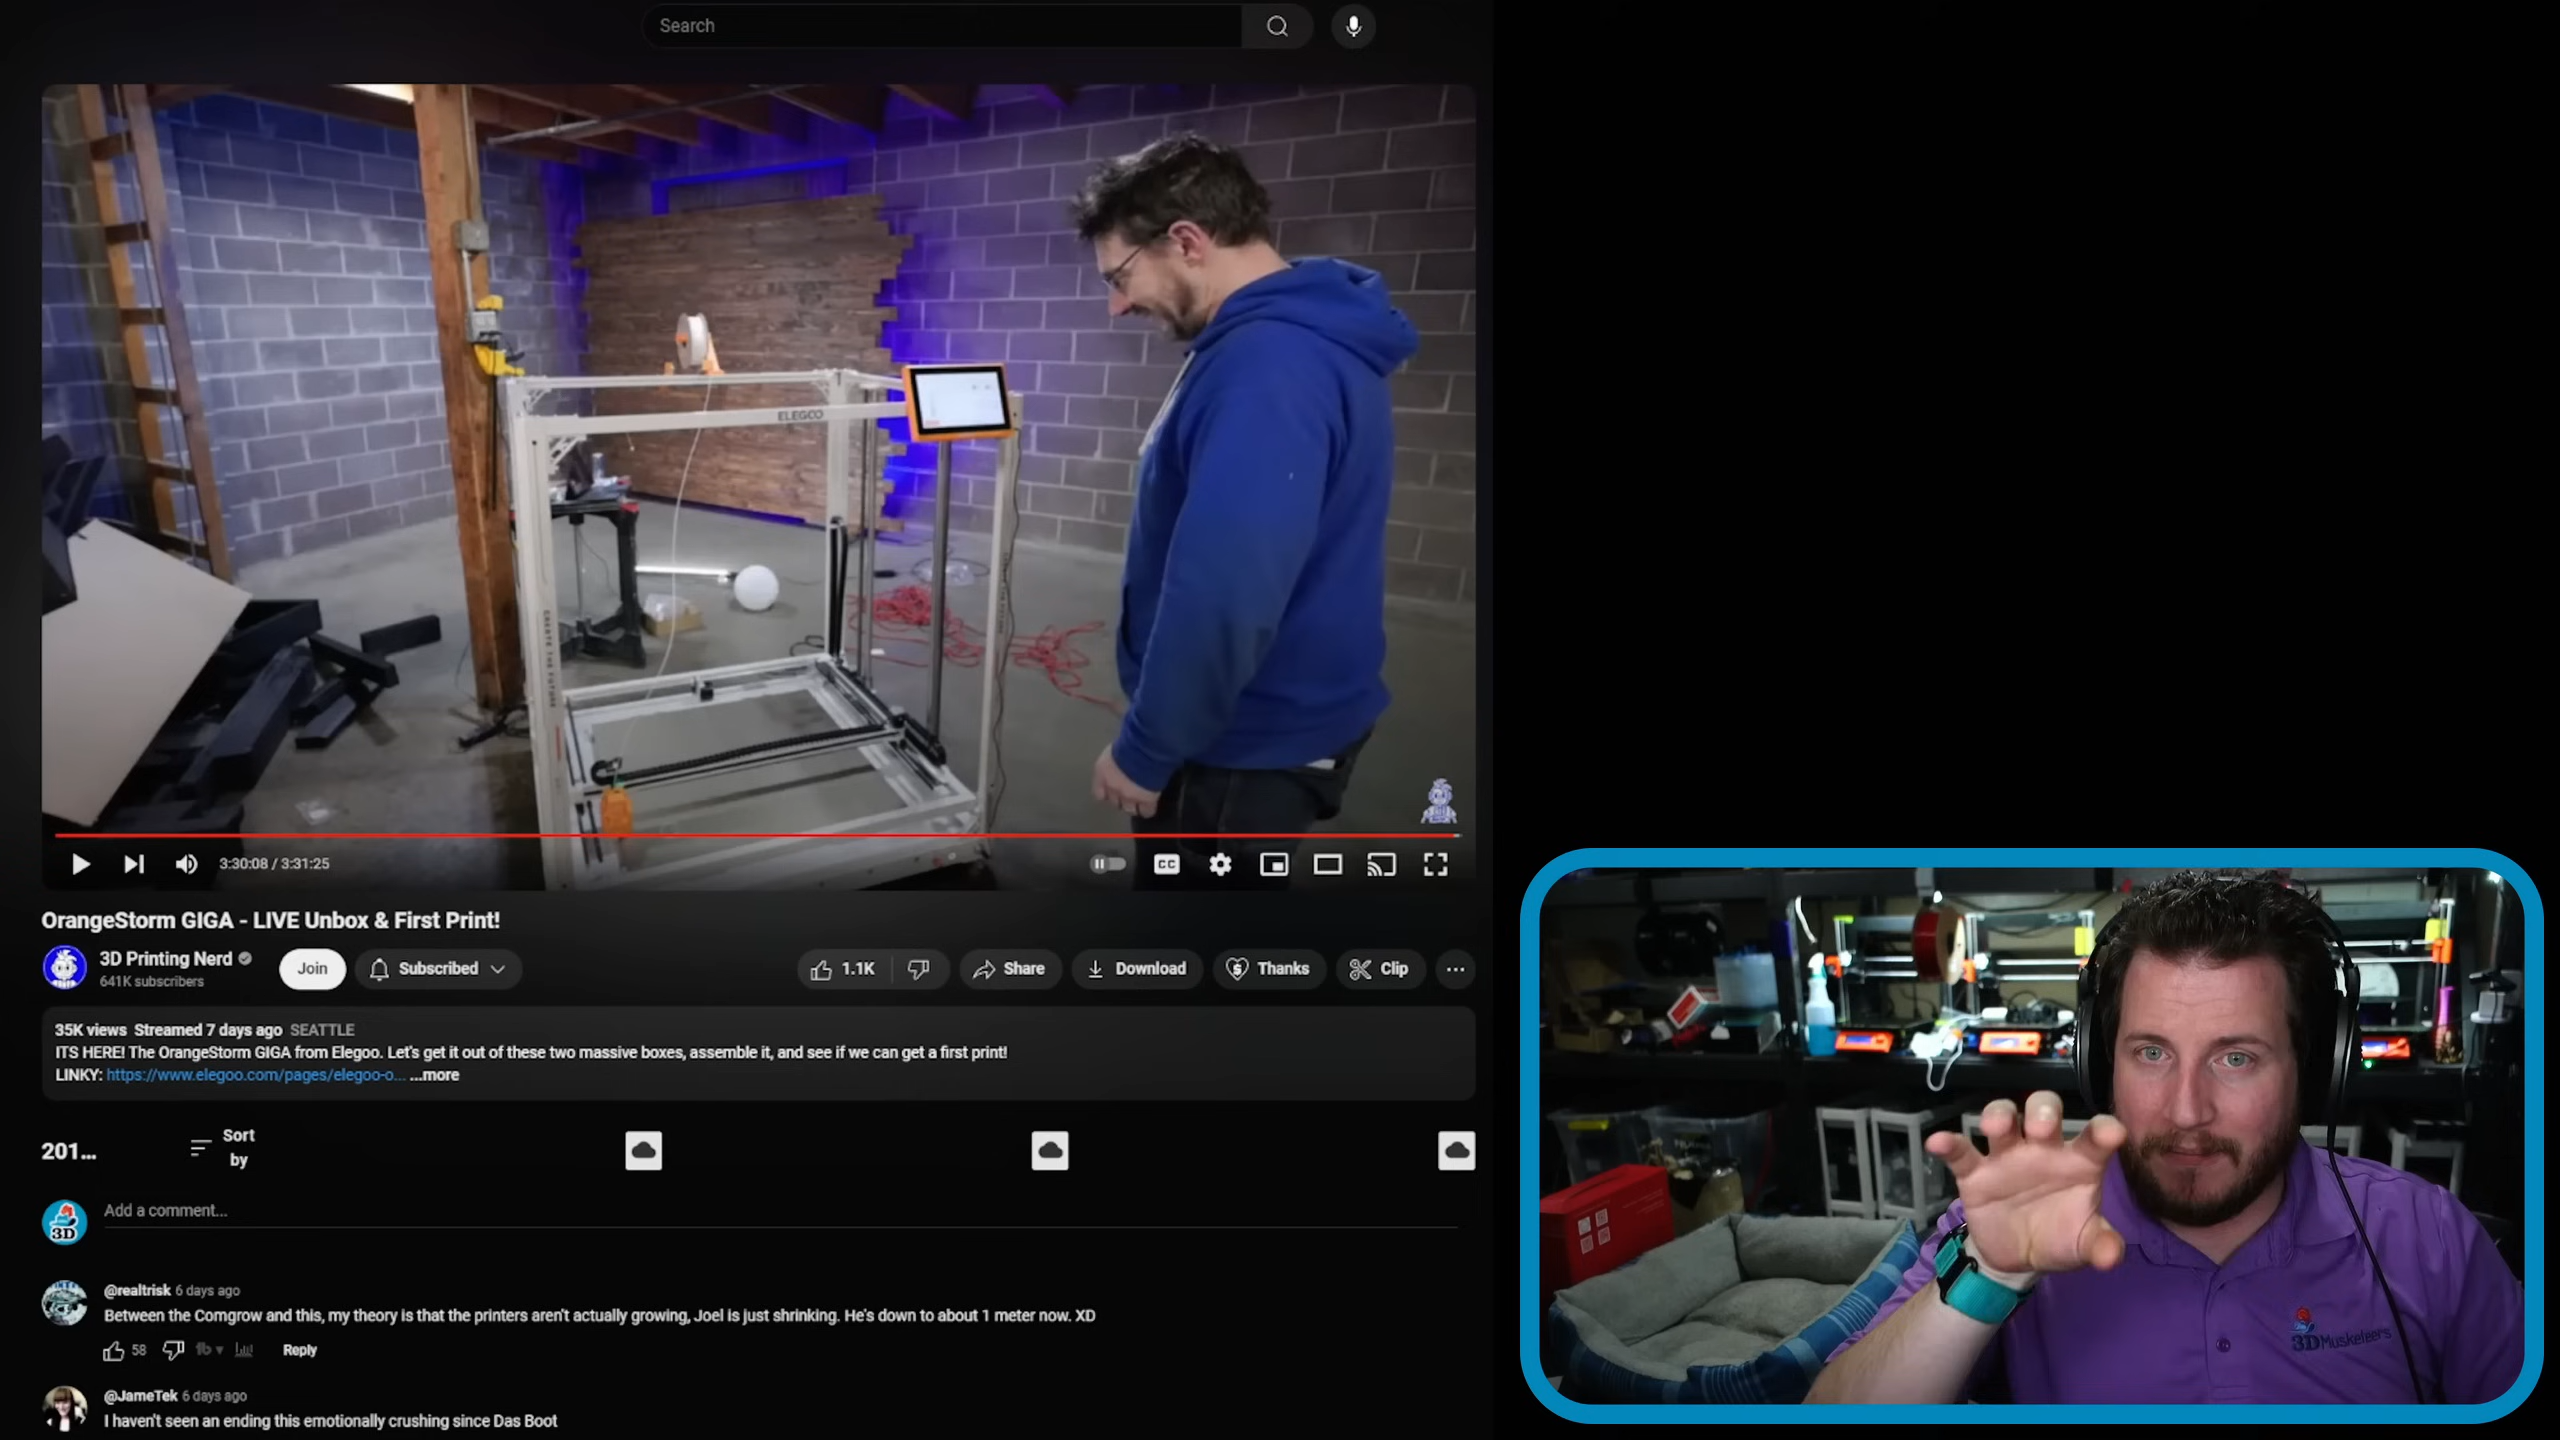 Search
ELEGOO
CREATE THE FUTURE
3:30:08 / 3:31:25
CC
OrangeStorm GIGA - LIVE Unbox & First Print!
3D Printing Nerd
641K subscribers
Join
Subscribed
1.1K
Share
Download
Thanks
Clip
35K views Streamed 7 days ago SEATTLE
ITS HERE! The OrangeStorm GIGA from Elegoo. Let's get it out of these two massive boxes, assemble it, and see if we can get a first print!
LINKY: https://www.elegoo.com/pages/elegoo-o... ...more
201...
Sort
by
3D
Add a comment...
@realtrisk 6 days ago
Between the Comgrow and this, my theory is that the printers aren't actually growing, Joel is just shrinking. He's down to about 1 meter now. XD
58
Reply
@JameTek 6 days ago
I haven't seen an ending this emotionally crushing since Das Boot
3DMusketeers